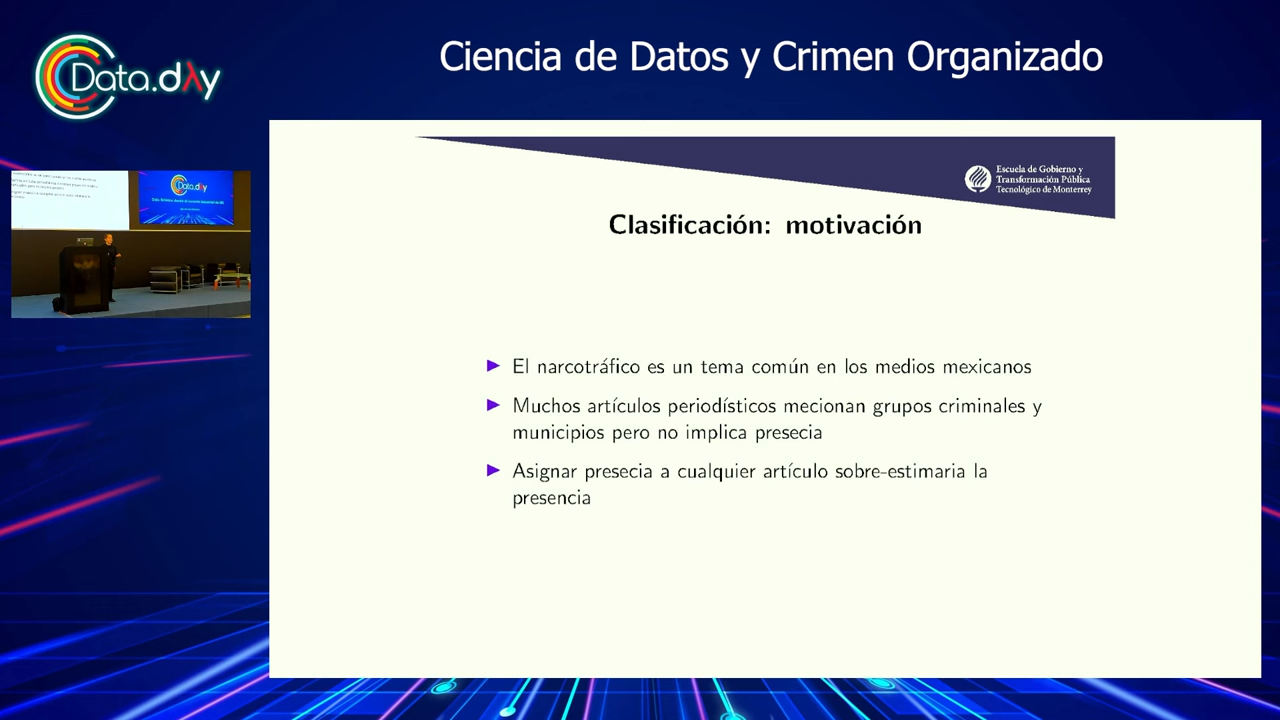 Ciencia de Datos y Crimen Organizado
Data.dλy
Escuela de Gobierno y
Transformación Pública
Tecnológico de Monterrey
Clasificación: motivación
El narcotráfico es un tema común en los medios mexicanos
Muchos artículos periodísticos mecionan grupos criminales y
municipios pero no implica presecia
Asignar presecia a cualquier artículo sobre-estimaria la
presencia
Data.dλy